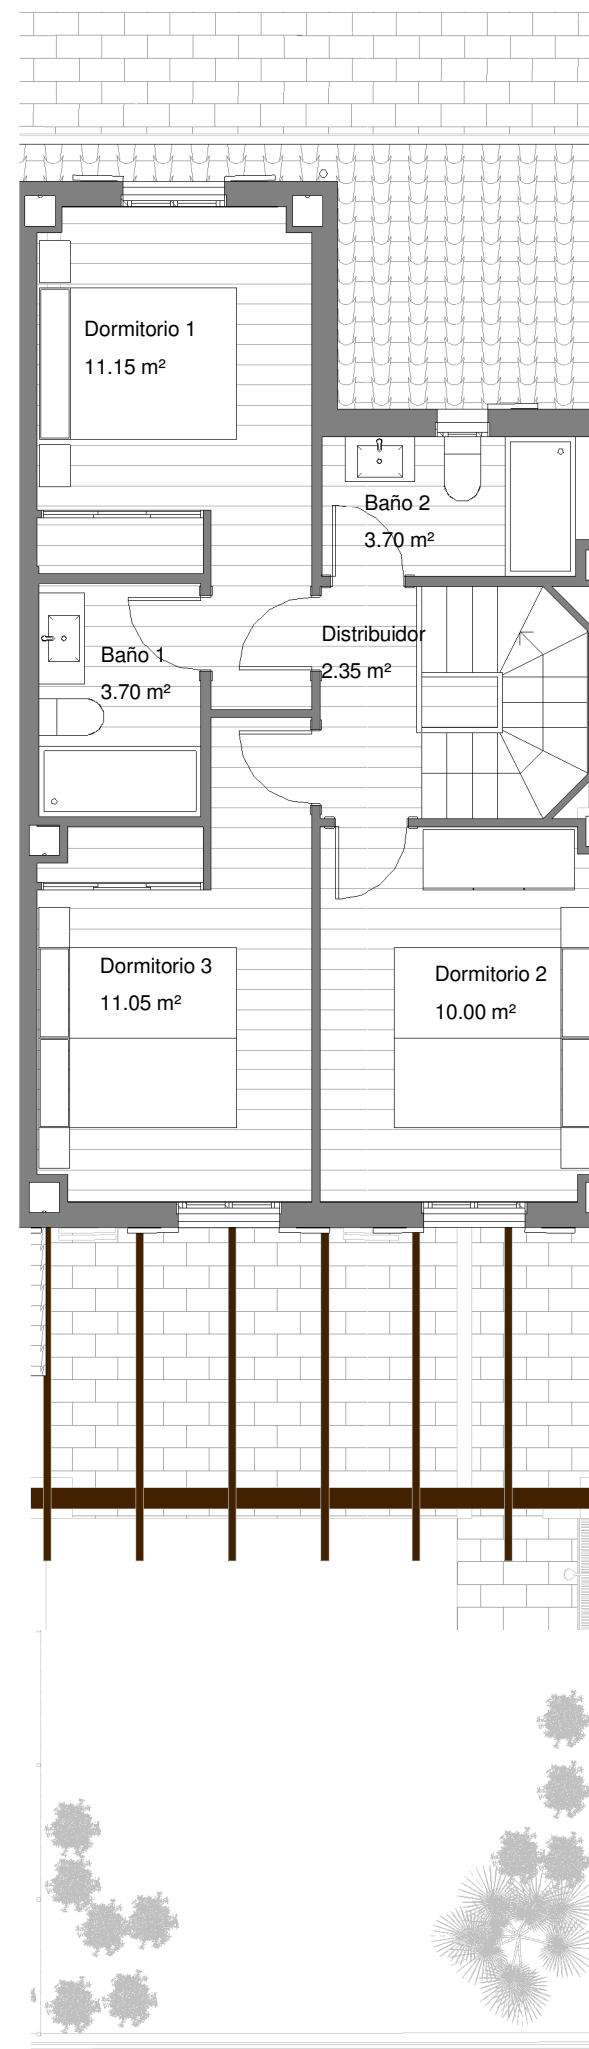 Dormitorio 1
11.15 m²
Baño 2
3.70 m²
Distribuidor
2.35 m²
Baño 1
3.70 m²
Dormitorio 3
11.05 m²
Dormitorio 2
10.00 m²